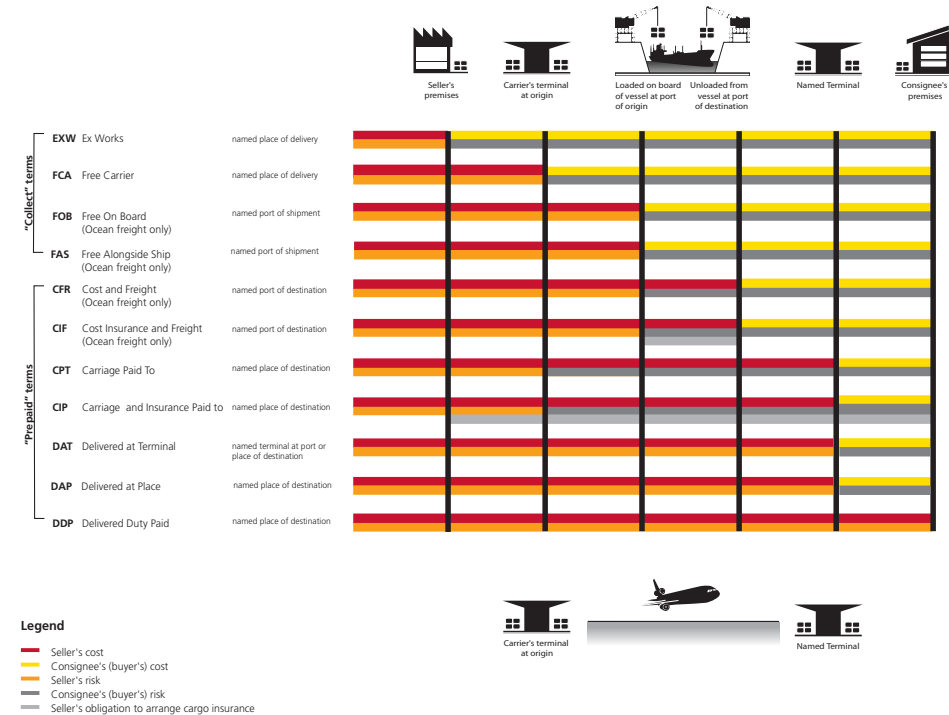 Seller's
premises
Carrier's terminal
at origin
Loaded on board
of vessel at port
of origin
Unloaded from
vessel at port
of destination
Named Terminal
Consignee's
premises
"Collect" terms
EXW Ex Works named place of delivery
FCA Free Carrier named place of delivery
FOB Free On Board named port of shipment
(Ocean freight only)
FAS Free Alongside Ship named port of shipment
(Ocean freight only)
"Prepaid" terms
CFR Cost and Freight named port of destination
(Ocean freight only)
CIF Cost Insurance and Freight named port of destination
(Ocean freight only)
CPT Carriage Paid To named place of destination
CIP Carriage and Insurance Paid to named place of destination
DAT Delivered at Terminal named terminal at port or
place of destination
DAP Delivered at Place named place of destination
DDP Delivered Duty Paid named place of destination
Carrier's terminal
at origin
Named Terminal
Legend
Seller's cost
Consignee's (buyer's) cost
Seller's risk
Consignee's (buyer's) risk
Seller's obligation to arrange cargo insurance